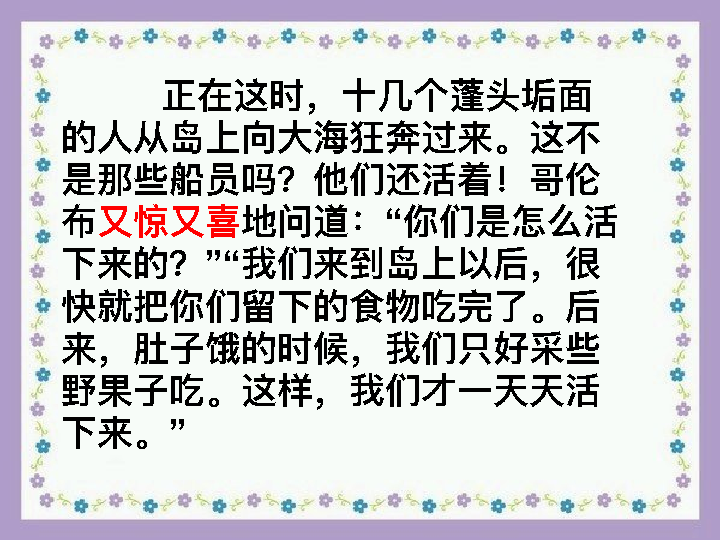 正在这时，十几个蓬头垢面
的人从岛上向大海狂奔过来。这不
是那些船员吗？他们还活着！哥伦
布又惊又喜地问道：“你们是怎么活
下来的？”“我们来到岛上以后，很
快就把你们留下的食物吃完了。后
来，肚子饿的时候，我们只好采些
野果子吃。这样，我们才一天天活
下来。”